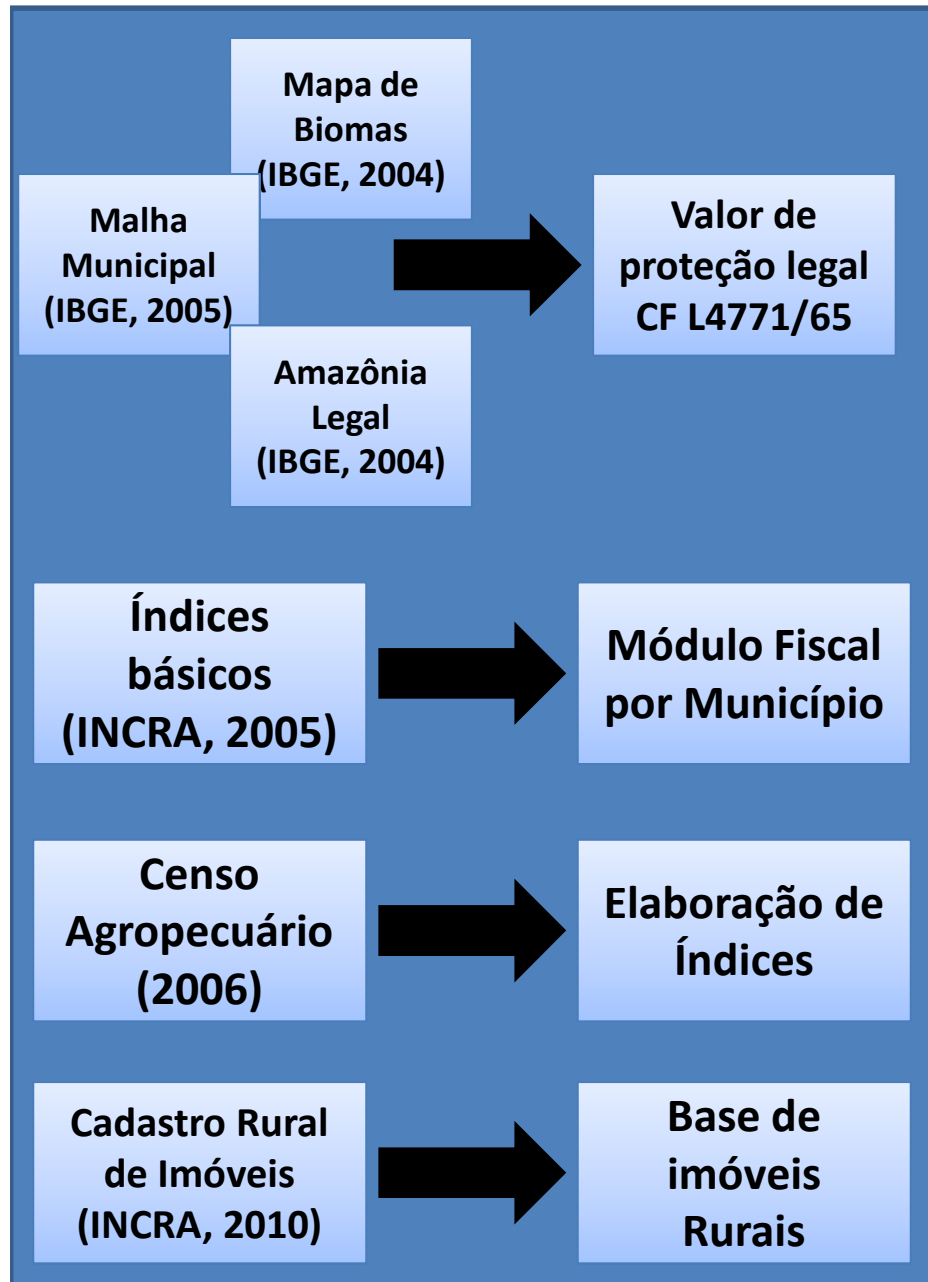 Mapa de
Biomas
(IBGE, 2004)
Malha
Municipal
(IBGE, 2005)
Amazônia
Legal
(IBGE, 2004)
Valor de
proteção legal
CF L4771/65
Índices
básicos
(INCRA, 2005)
Módulo Fiscal
por Município
Censo
Agropecuário
(2006)
Elaboração de
Índices
Cadastro Rural
de Imóveis
(INCRA, 2010)
Base de
imóveis
Rurais